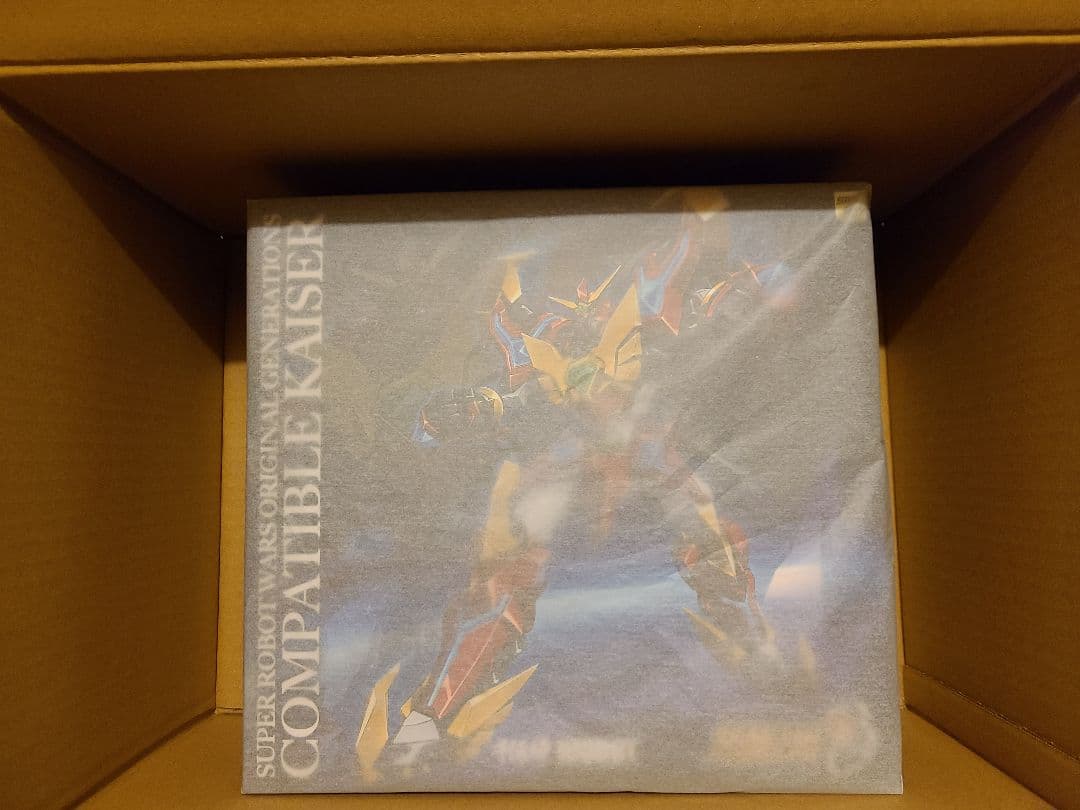 SUPER ROBOT WARS ORIGINAL GENERATIONS
COMPATIBLE KAISER